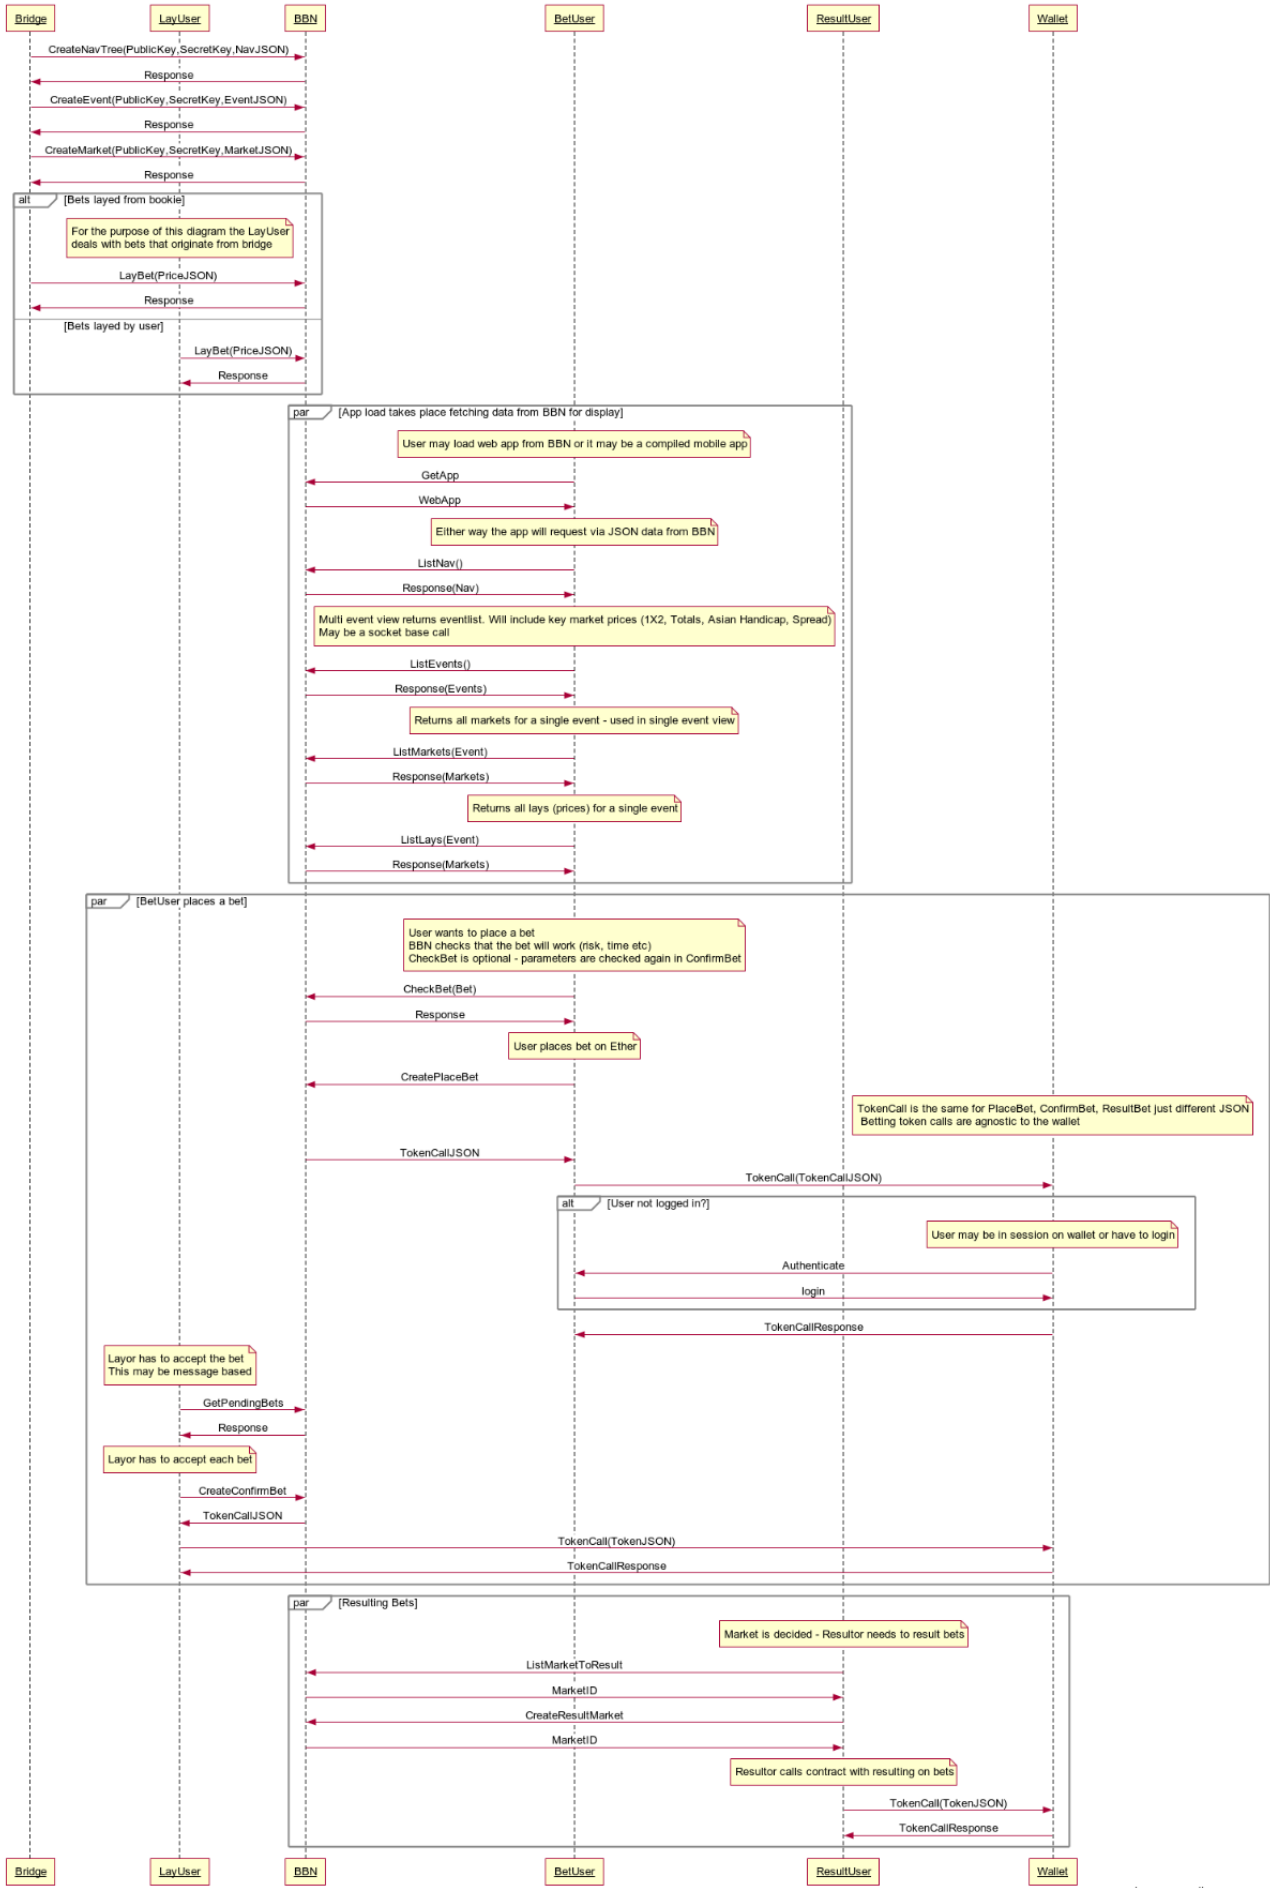 Bridge LayUser BBN BetUser ResultUser Wallet
CreateNavTree(PublicKey,SecretKey,NavJSON)
Response
CreateEvent(PublicKey,SecretKey,EventJSON)
Response
CreateMarket(PublicKey,SecretKey,MarketJSON)
Response
alt [Bets layed from bookie]
For the purpose of this diagram the LayUser
deals with bets that originate from bridge
LayBet(PriceJSON)
Response
[Bets layed by user]
LayBet(PriceJSON)
Response
par [App load takes place fetching data from BBN for display]
User may load web app from BBN or it may be a compiled mobile app
GetApp
WebApp
Either way the app will request via JSON data from BBN
ListNav()
Response(Nav)
Multi event view returns eventlist. Will include key market prices (1X2, Totals, Asian Handicap, Spread)
May be a socket base call
ListEvents()
Response(Events)
Returns all markets for a single event - used in single event view
ListMarkets(Event)
Response(Markets)
Returns all lays (prices) for a single event
ListLays(Event)
Response(Markets)
par [BetUser places a bet]
User wants to place a bet
BBN checks that the bet will work (risk, time etc)
CheckBet is optional - parameters are checked again in ConfirmBet
CheckBet(Bet)
Response
User places bet on Ether
CreatePlaceBet
TokenCall is the same for PlaceBet, ConfirmBet, ResultBet just different JSON
Betting token calls are agnostic to the wallet
TokenCallJSON
TokenCall(TokenCallJSON)
alt [User not logged in?]
User may be in session on wallet or have to login
Authenticate
login
TokenCallResponse
Layor has to accept the bet
This may be message based
GetPendingBets
Response
Layor has to accept each bet
CreateConfirmBet
TokenCallJSON
TokenCall(TokenJSON)
TokenCallResponse
par [Resulting Bets]
Market is decided - Resultor needs to result bets
ListMarketToResult
MarketID
CreateResultMarket
MarketID
Resultor calls contract with resulting on bets
TokenCall(TokenJSON)
TokenCallResponse
Bridge LayUser BBN BetUser ResultUser Wallet